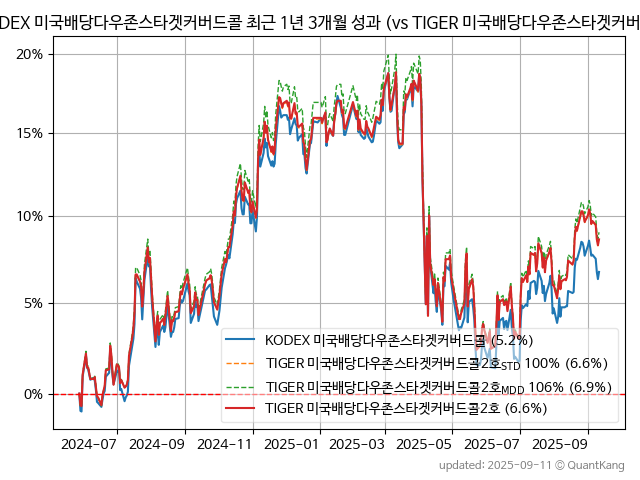 DEX 미국배당다우존스타겟커버드콜 최근 1년 3개월 성과 (vs TIGER 미국배당다우존스타겟커버
20%
15%
10%
5%
0%
KODEX 미국배당다우존스타겟커버드콜 (5.2%)
TIGER 미국배당다우존스타겟커버드콜2호STD 100% (6.6%)
TIGER 미국배당다우존스타겟커버드콜2호MDD 106% (6.9%)
TIGER 미국배당다우존스타겟커버드콜2호 (6.6%)
2024-07 2024-09 2024-11 2025-01 2025-03 2025-05 2025-07 2025-09
updated: 2025-09-11 © QuantKang